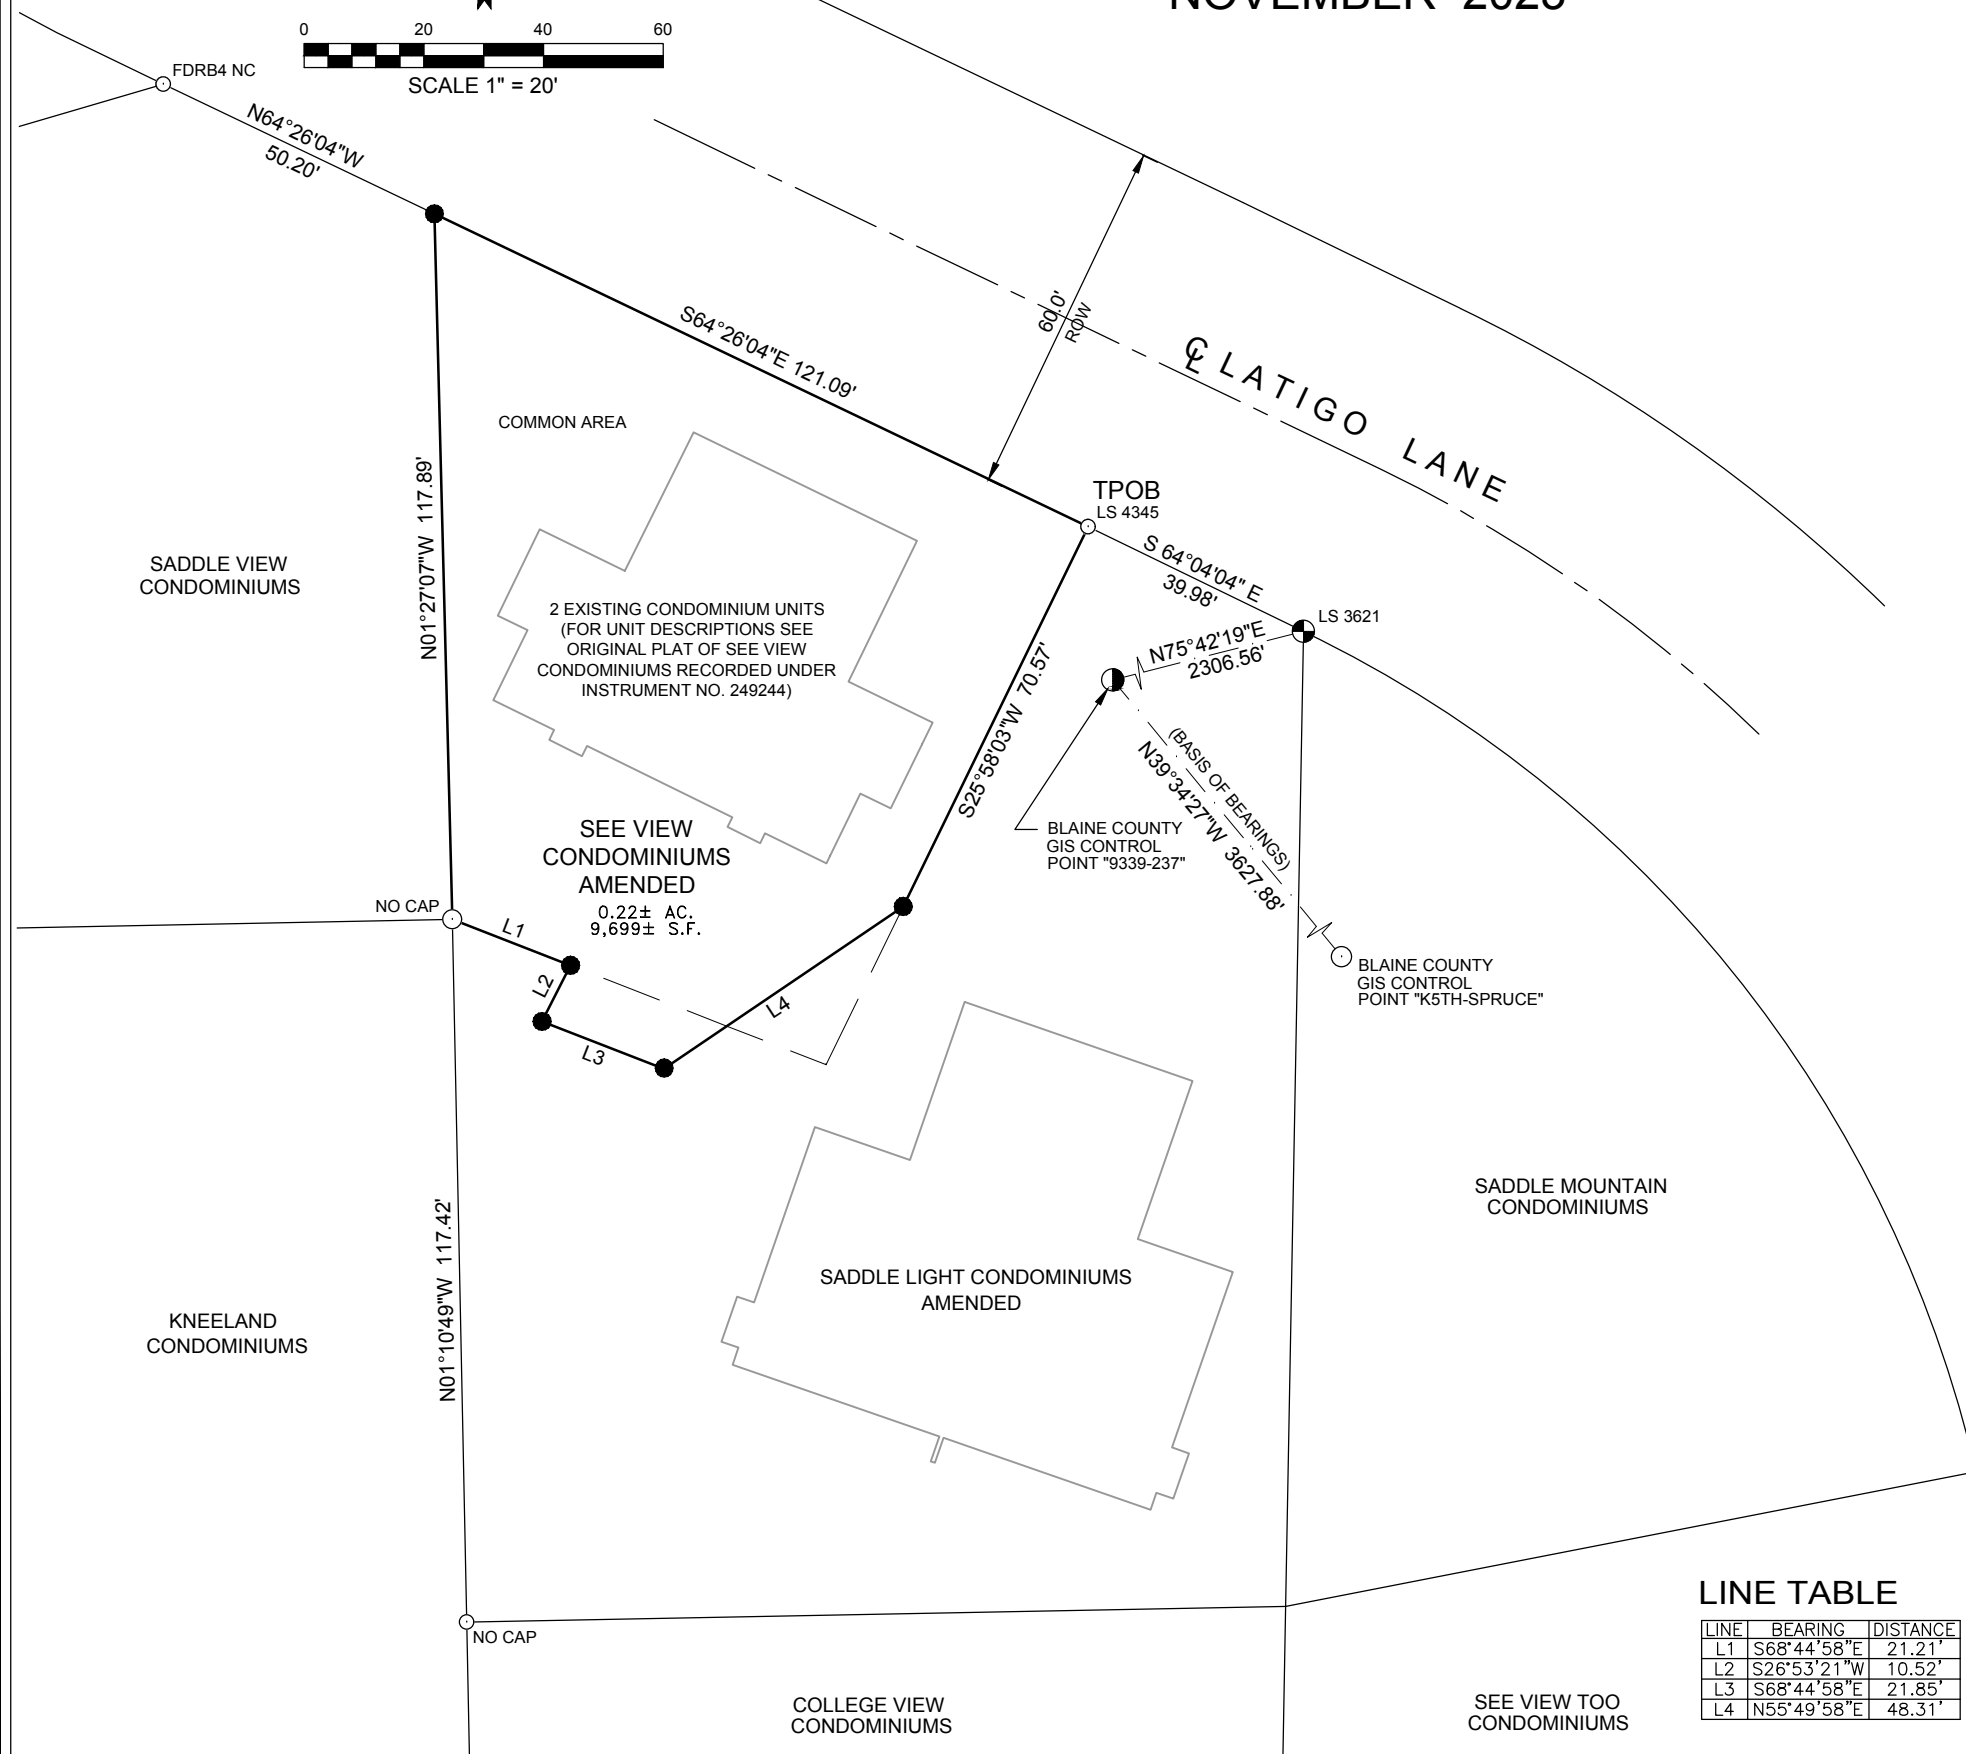 0 20 40 60
SCALE 1" = 20'
FDRB4 NC
N64°26'04"W
50.20'
S64°26'04"E 121.09'
60.0'
ROW
℄ LATIGO LANE
COMMON AREA
N01°27'07"W 117.89'
TPOB
LS 4345
S 64°04'04" E
39.98'
LS 3621
N75°42'19"E
2306.56'
SADDLE VIEW
CONDOMINIUMS
2 EXISTING CONDOMINIUM UNITS
(FOR UNIT DESCRIPTIONS SEE
ORIGINAL PLAT OF SEE VIEW
CONDOMINIUMS RECORDED UNDER
INSTRUMENT NO. 249244)
S25°58'03"W 70.57'
(BASIS OF BEARINGS)
N39°34'27"W 3627.88'
BLAINE COUNTY
GIS CONTROL
POINT "9339-237"
SEE VIEW
CONDOMINIUMS
AMENDED
0.22± AC.
9,699± S.F.
NO CAP
L1
L2
L3
L4
BLAINE COUNTY
GIS CONTROL
POINT "K5TH-SPRUCE"
SADDLE MOUNTAIN
CONDOMINIUMS
N01°10'49"W 117.42'
SADDLE LIGHT CONDOMINIUMS
AMENDED
KNEELAND
CONDOMINIUMS
NO CAP
COLLEGE VIEW
CONDOMINIUMS
SEE VIEW TOO
CONDOMINIUMS
LINE TABLE
LINE BEARING DISTANCE
L1 S68°44'58"E 21.21'
L2 S26°53'21"W 10.52'
L3 S68°44'58"E 21.85'
L4 N55°49'58"E 48.31'